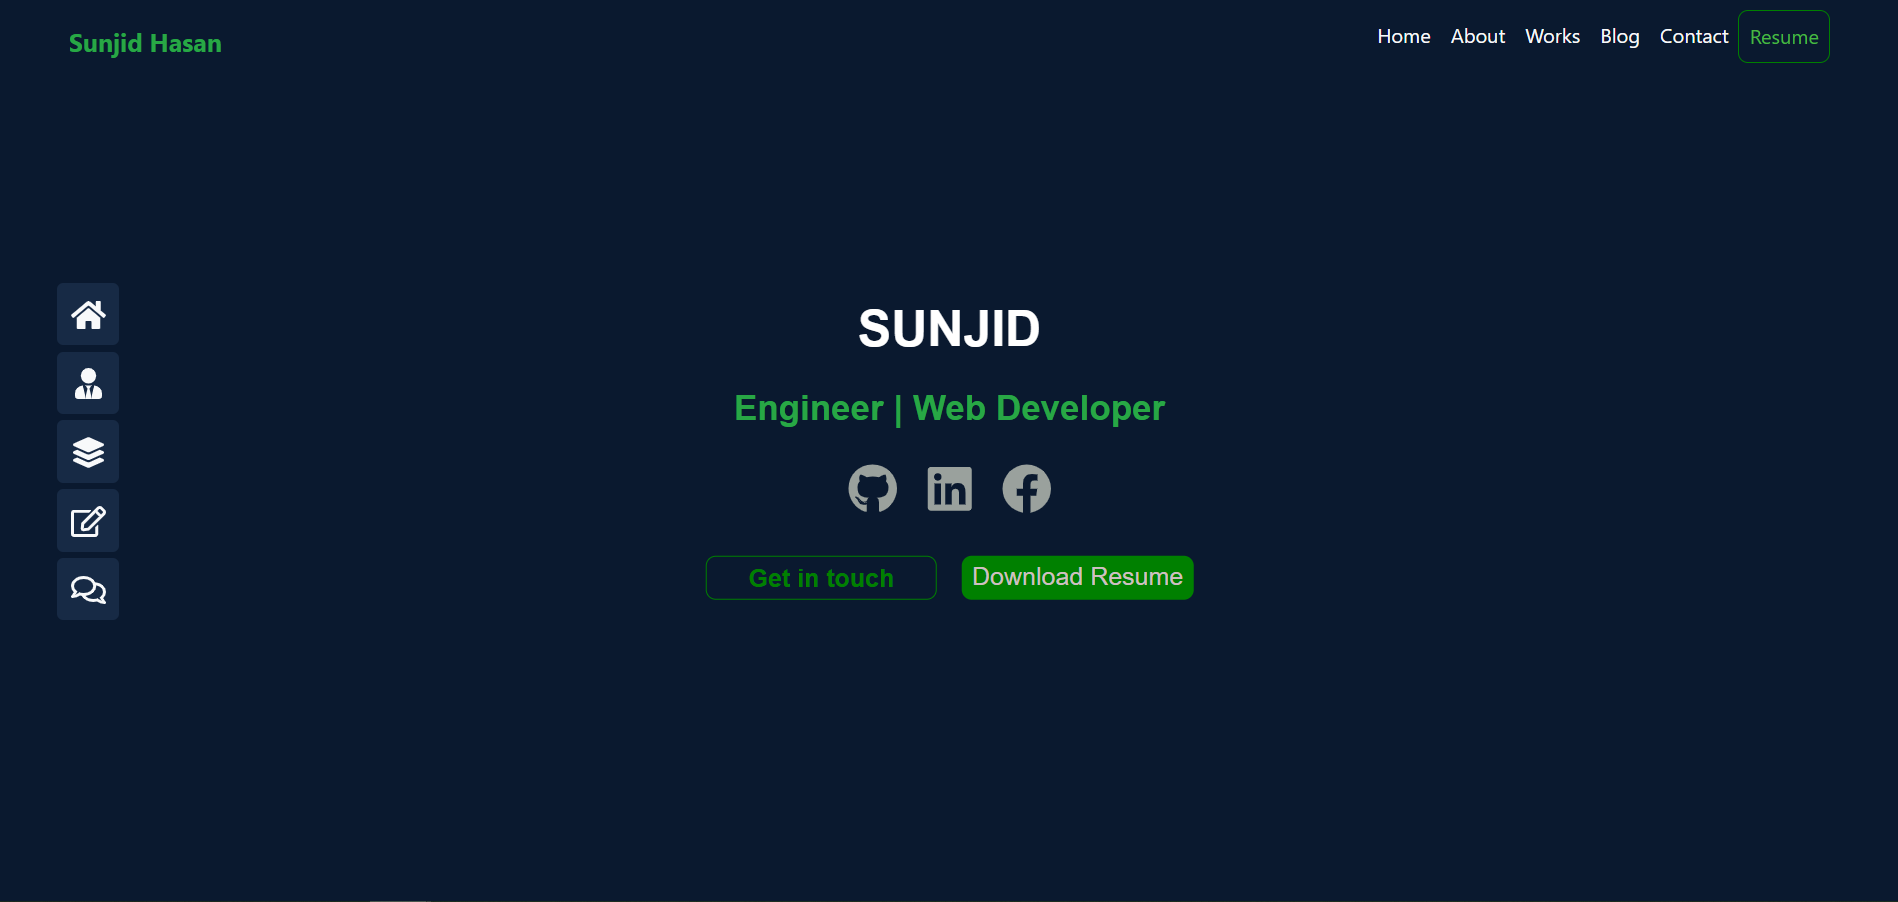 Sunjid Hasan
Home About Works Blog Contact Resume
SUNJID
Engineer | Web Developer
Get in touch Download Resume